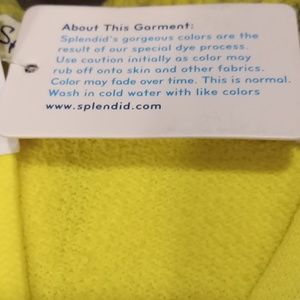 Sp
About This Garment:
Splendid's gorgeous colors are the
result of our special dye process.
Use caution initially as color may
rub off onto skin and other fabrics.
Color may fade over time. This is normal.
Wash in cold water with like colors
www.splendid.com